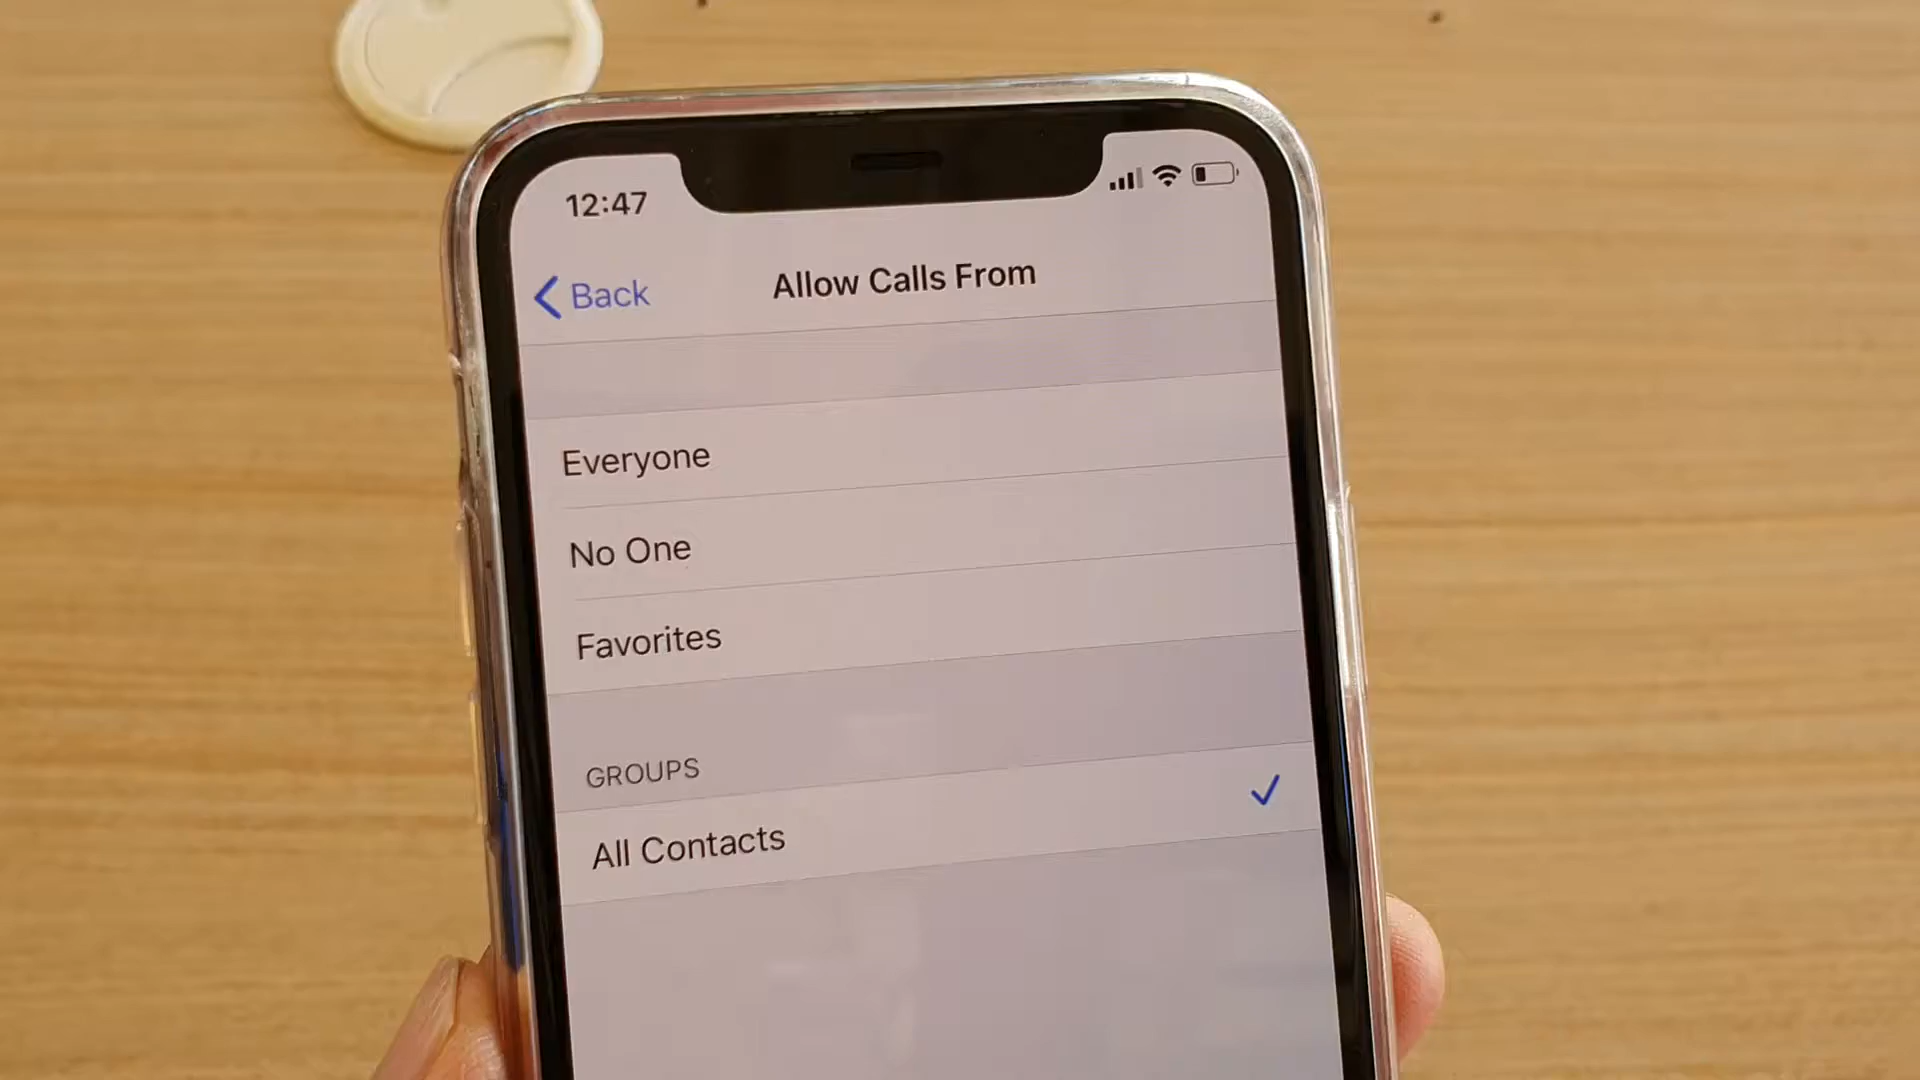 12:47
Back
Allow Calls From
Everyone
No One
Favorites
GROUPS
All Contacts